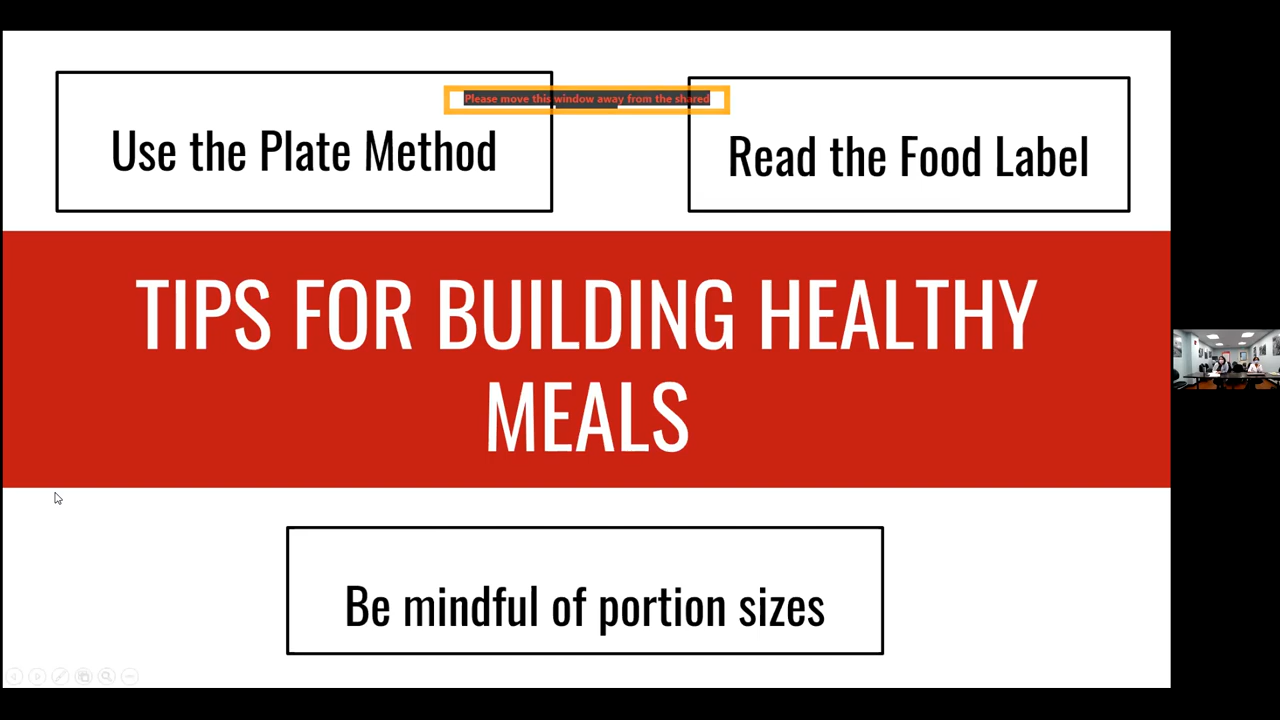 Please move this window away from the shared
Use the Plate Method
Read the Food Label
TIPS FOR BUILDING HEALTHY
MEALS
Be mindful of portion sizes